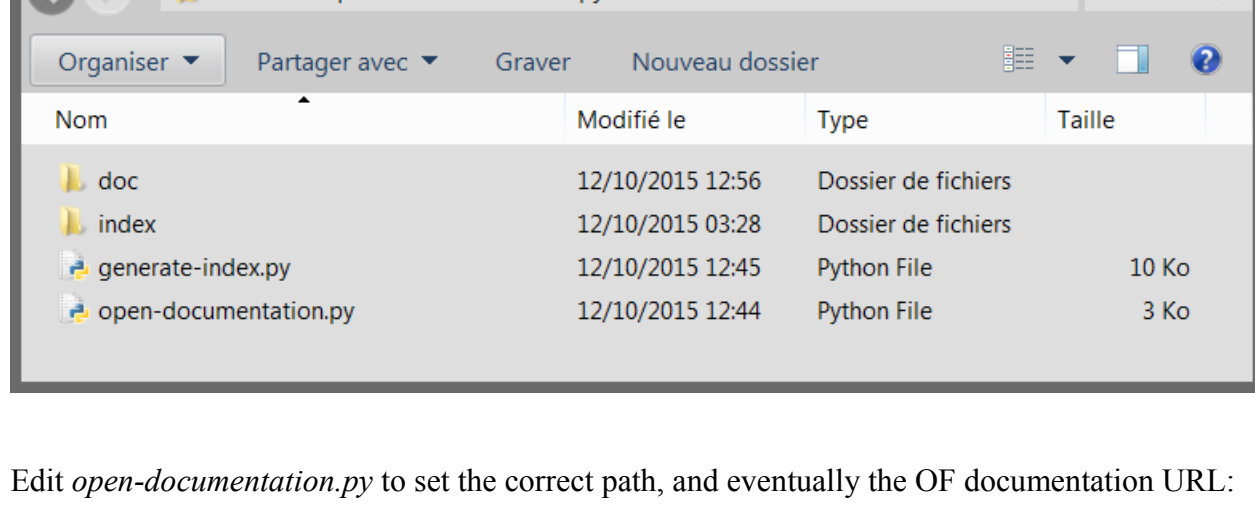 Organiser Partager avec Graver Nouveau dossier
Nom Modifié le Type Taille
doc 12/10/2015 12:56 Dossier de fichiers
index 12/10/2015 03:28 Dossier de fichiers
generate-index.py 12/10/2015 12:45 Python File 10 Ko
open-documentation.py 12/10/2015 12:44 Python File 3 Ko
Edit open-documentation.py to set the correct path, and eventually the OF documentation URL: